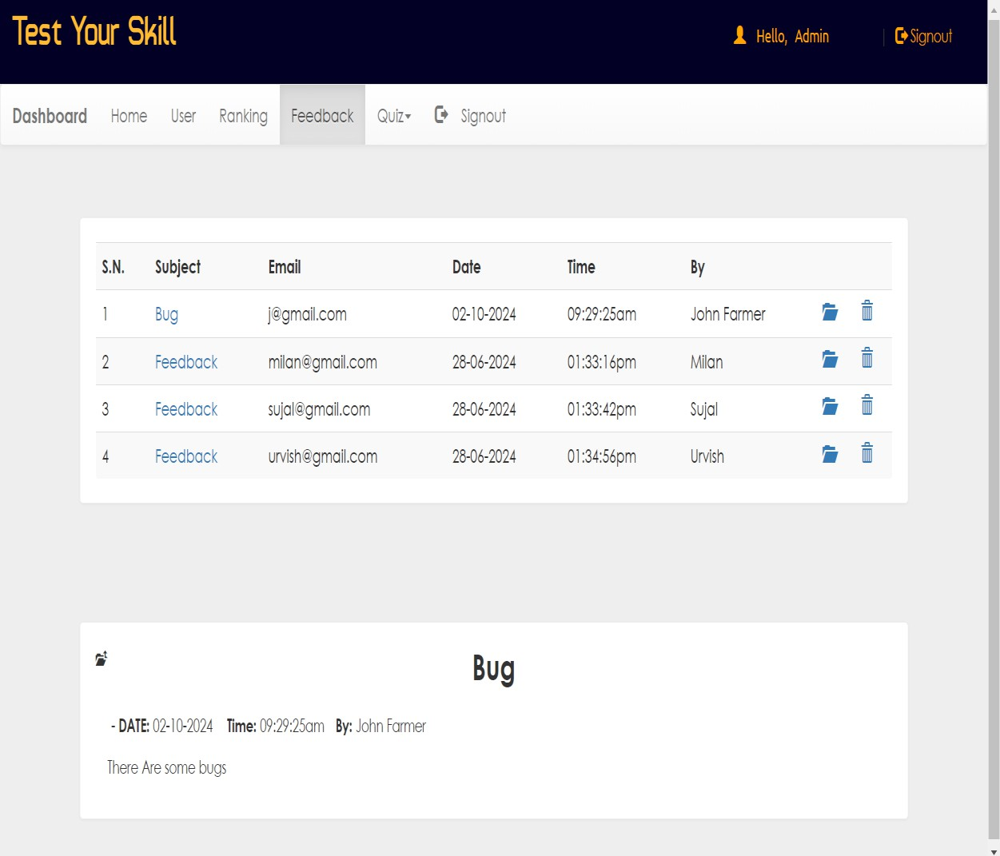 Test Your Skill
Hello, Admin | Signout
Dashboard Home User Ranking Feedback Quiz Signout
S.N. Subject Email Date Time By
1 Bug j@gmail.com 02-10-2024 09:29:25am John Farmer
2 Feedback milan@gmail.com 28-06-2024 01:33:16pm Milan
3 Feedback sujal@gmail.com 28-06-2024 01:33:42pm Sujal
4 Feedback urvish@gmail.com 28-06-2024 01:34:56pm Urvish
Bug
- DATE: 02-10-2024 Time: 09:29:25am By: John Farmer
There Are some bugs